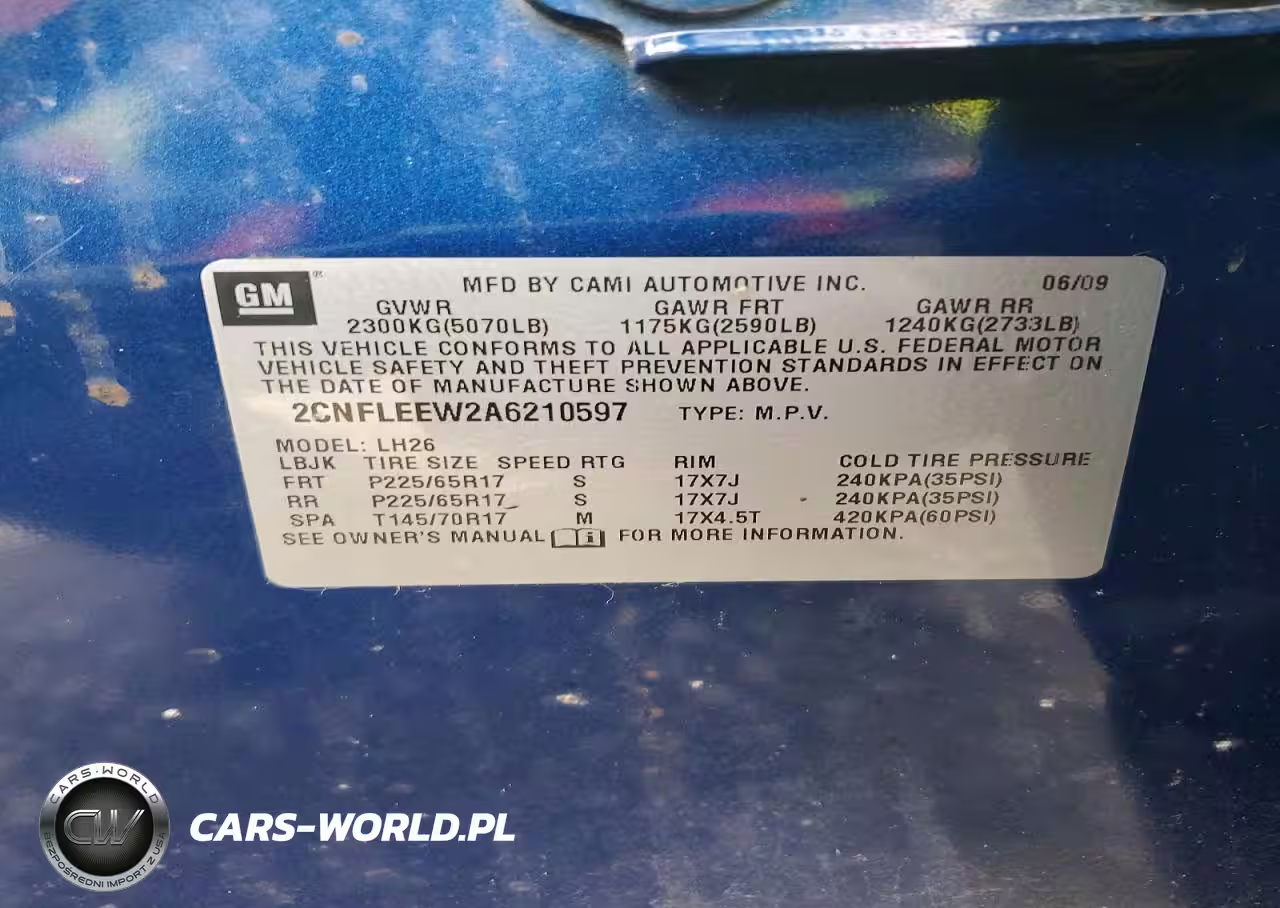 GM ® MFD BY CAMI AUTOMOTIVE INC. 06/09
GVWR GAWR FRT GAWR RR
2300KG(5070LB) 1175KG(2590LB) 1240KG(2733LB)
THIS VEHICLE CONFORMS TO ALL APPLICABLE U.S. FEDERAL MOTOR
VEHICLE SAFETY AND THEFT PREVENTION STANDARDS IN EFFECT ON
THE DATE OF MANUFACTURE SHOWN ABOVE.
2CNFLEEW2A6210597 TYPE: M.P.V.
MODEL: LH26
LBJK TIRE SIZE SPEED RTG RIM COLD TIRE PRESSURE
FRT P225/65R17 S 17X7J 240KPA(35PSI)
RR P225/65R17 S 17X7J 240KPA(35PSI)
SPA T145/70R17 M 17X4.5T 420KPA(60PSI)
SEE OWNER'S MANUAL i FOR MORE INFORMATION.
CARS-WORLD
CW
BEZPOŚREDNI IMPORT Z USA
CARS-WORLD.PL